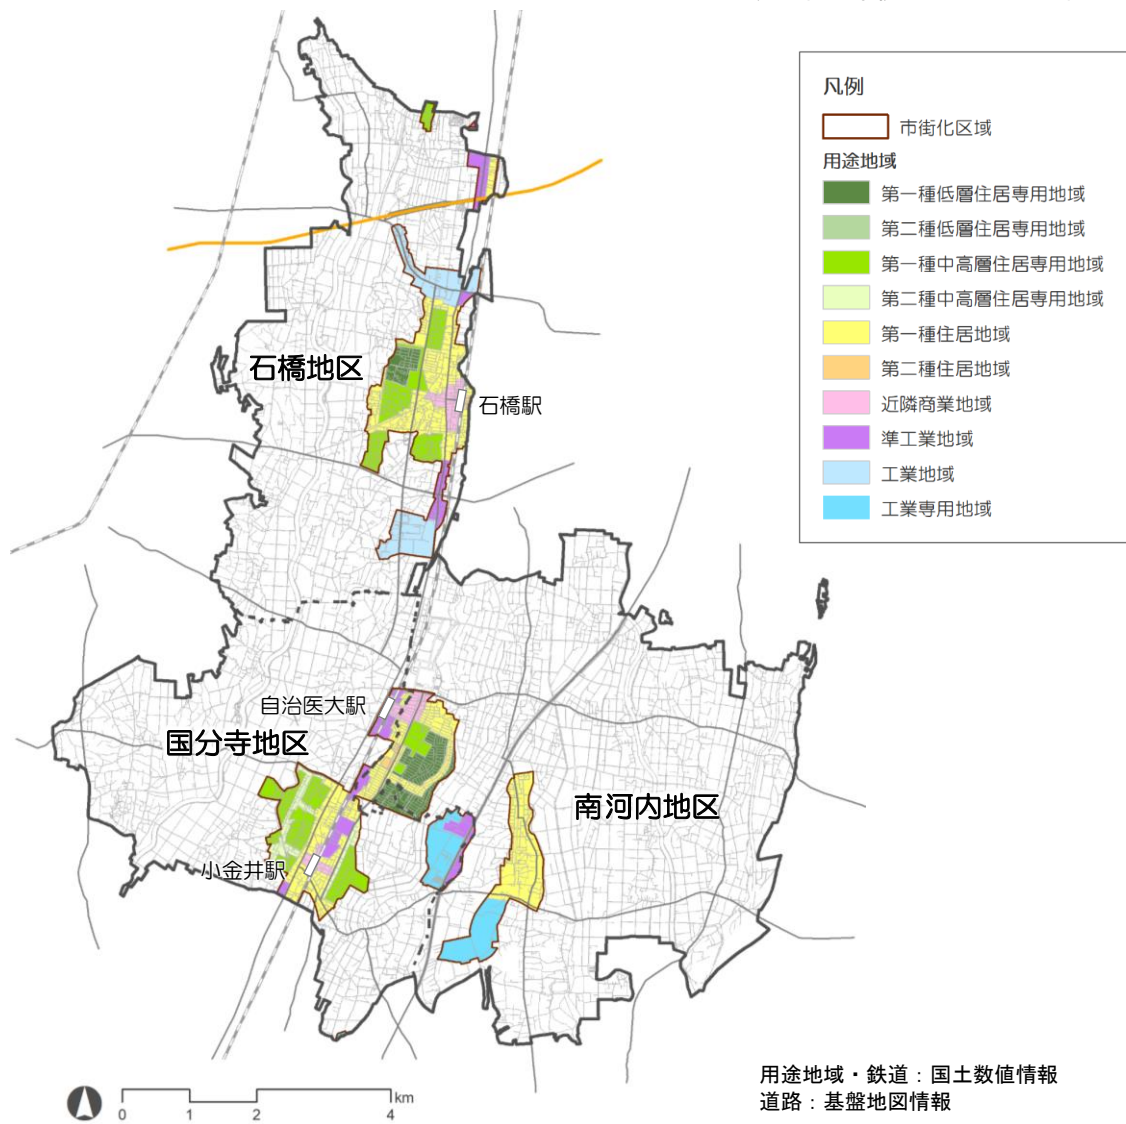 凡例
市街化区域
用途地域
第一種低層住居専用地域
第二種低層住居専用地域
第一種中高層住居専用地域
第二種中高層住居専用地域
第一種住居地域
第二種住居地域
近隣商業地域
準工業地域
工業地域
工業専用地域
石橋地区
石橋駅
自治医大駅
国分寺地区
南河内地区
小金井駅
0 1 2 4 km
用途地域・鉄道：国土数値情報
道路：基盤地図情報